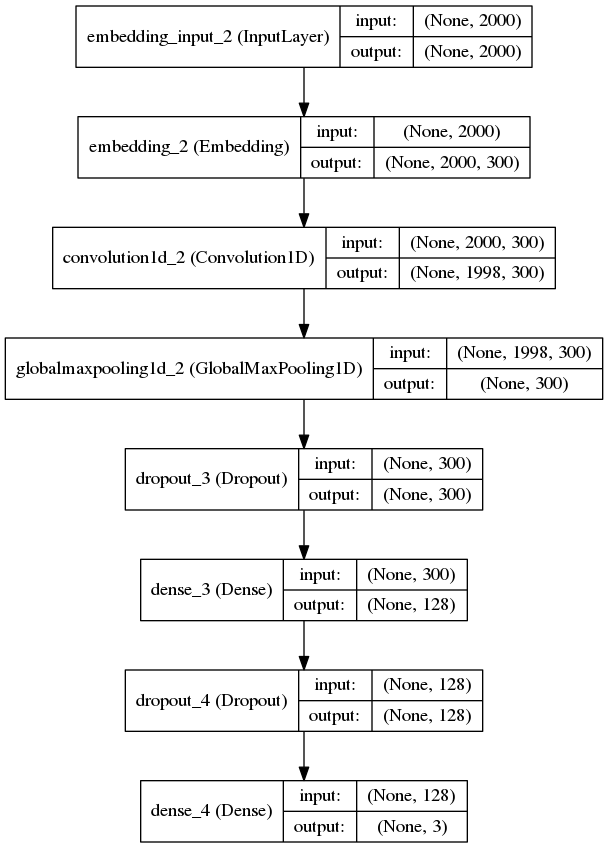 embedding_input_2 (InputLayer)
input: (None, 2000)
output: (None, 2000)
embedding_2 (Embedding)
input: (None, 2000)
output: (None, 2000, 300)
convolution1d_2 (Convolution1D)
input: (None, 2000, 300)
output: (None, 1998, 300)
globalmaxpooling1d_2 (GlobalMaxPooling1D)
input: (None, 1998, 300)
output: (None, 300)
dropout_3 (Dropout)
input: (None, 300)
output: (None, 300)
dense_3 (Dense)
input: (None, 300)
output: (None, 128)
dropout_4 (Dropout)
input: (None, 128)
output: (None, 128)
dense_4 (Dense)
input: (None, 128)
output: (None, 3)